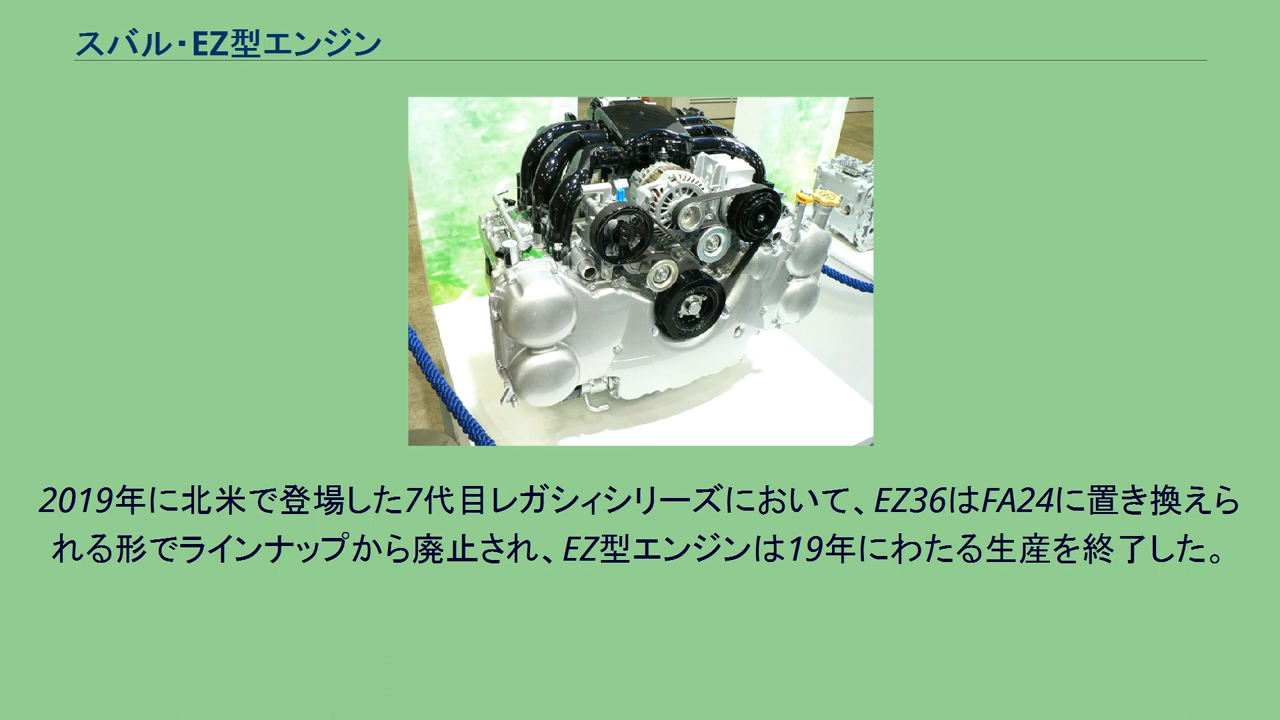 スバル・EZ型エンジン
2019年に北米で登場した7代目レガシィシリーズにおいて、EZ36はFA24に置き換えら
れる形でラインナップから廃止され、EZ型エンジンは19年にわたる生産を終了した。